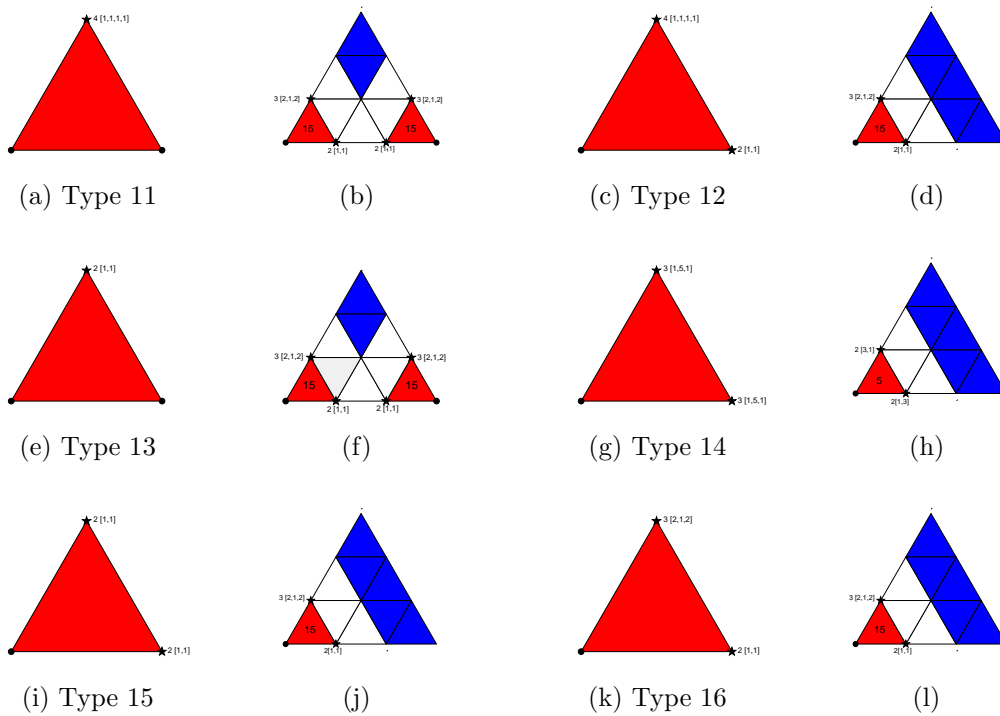 4 [1,1,1,1]
3 [2,1,2]
3 [2,1,2]
15
15
2 [1,1]
2 [1,1]
4 [1,1,1,1]
2 [1,1]
3 [2,1,2]
15
2[1,1]
(a) Type 11
(b)
(c) Type 12
(d)
2 [1,1]
3 [2,1,2]
3 [2,1,2]
15
15
2 [1,1]
2 [1,1]
3 [1,5,1]
3 [1,5,1]
2 [3,1]
5
2[1,3]
(e) Type 13
(f)
(g) Type 14
(h)
2 [1,1]
2 [1,1]
3 [2,1,2]
15
2[1,1]
3 [2,1,2]
2 [1,1]
3 [2,1,2]
15
2[1,1]
(i) Type 15
(j)
(k) Type 16
(l)